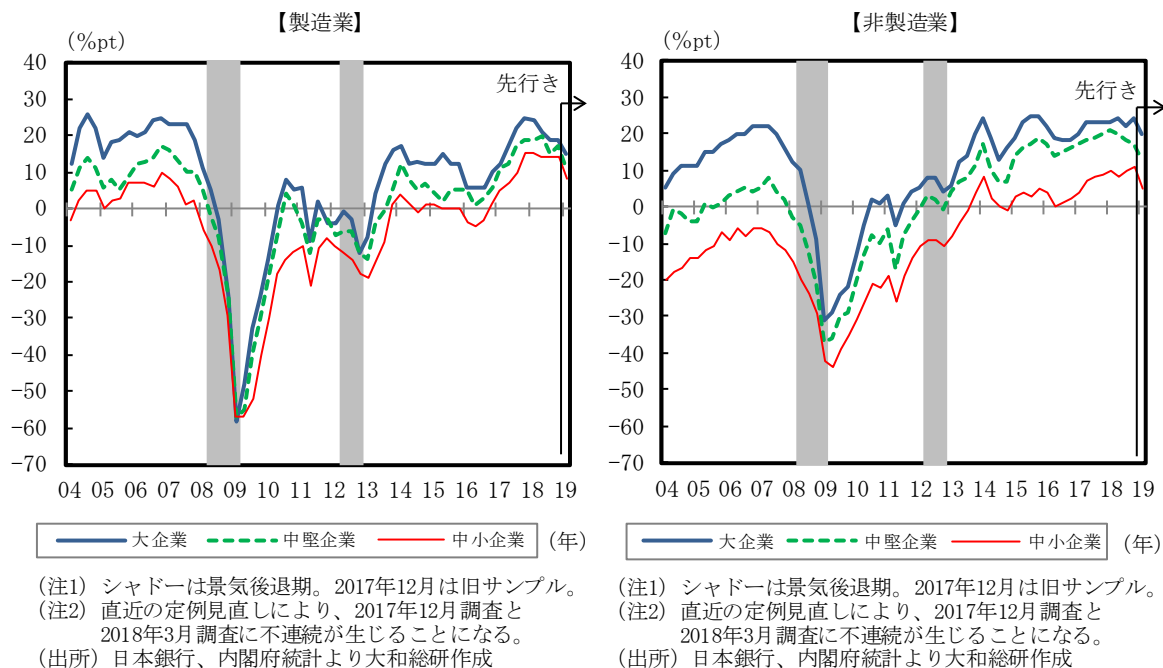 【製造業】
(%pt)
40
30
20
10
0
-10
-20
-30
-40
-50
-60
-70
先行き
04 05 06 07 08 09 10 11 12 13 14 15 16 17 18 19
大企業 中堅企業 中小企業 (年)
(注1) シャドーは景気後退期。2017年12月は旧サンプル。
(注2) 直近の定例見直しにより、2017年12月調査と
2018年3月調査に不連続が生じることになる。
(出所) 日本銀行、内閣府統計より大和総研作成
【非製造業】
(%pt)
40
30
20
10
0
-10
-20
-30
-40
-50
-60
-70
先行き
04 05 06 07 08 09 10 11 12 13 14 15 16 17 18 19
大企業 中堅企業 中小企業 (年)
(注1) シャドーは景気後退期。2017年12月は旧サンプル。
(注2) 直近の定例見直しにより、2017年12月調査と
2018年3月調査に不連続が生じることになる。
(出所) 日本銀行、内閣府統計より大和総研作成